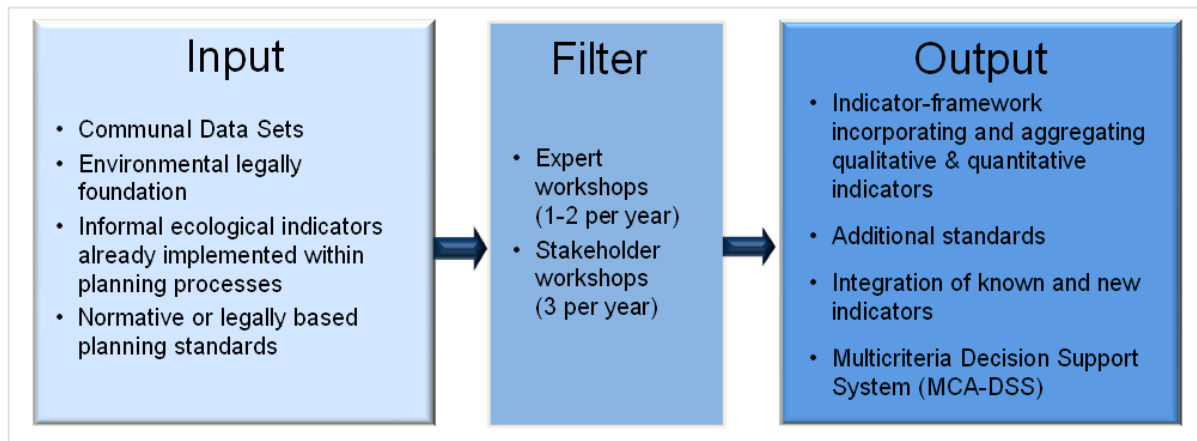 Input
• Communal Data Sets
• Environmental legally
foundation
• Informal ecological indicators
already implemented within
planning processes
• Normative or legally based
planning standards
Filter
• Expert
workshops
(1-2 per year)
• Stakeholder
workshops
(3 per year)
Output
• Indicator-framework
incorporating and aggregating
qualitative & quantitative
indicators
• Additional standards
• Integration of known and new
indicators
• Multicriteria Decision Support
System (MCA-DSS)